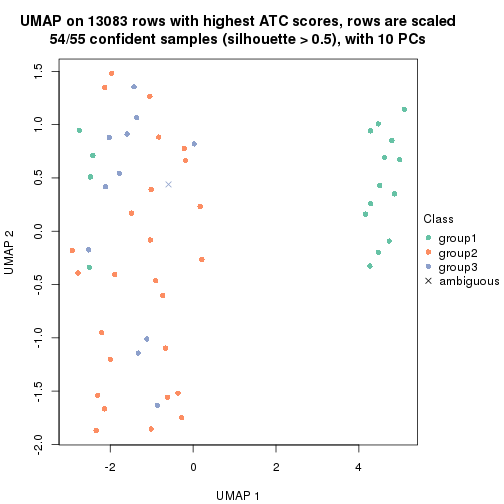 UMAP on 13083 rows with highest ATC scores, rows are scaled
54/55 confident samples (silhouette > 0.5), with 10 PCs
1.5
1.0
0.5
0.0
-0.5
-1.0
-1.5
-2.0
UMAP 2
-2
0
2
4
UMAP 1
Class
group1
group2
group3
ambiguous